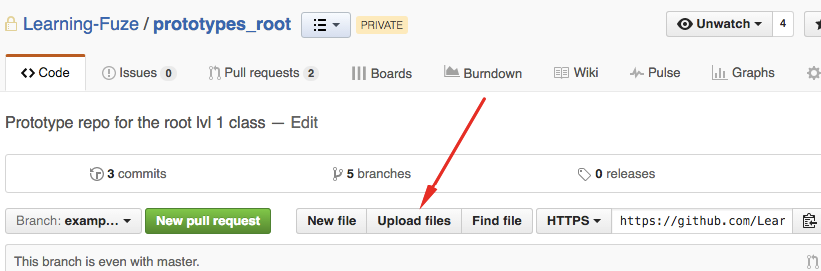 Learning-Fuze / prototypes_root PRIVATE Unwatch 4
Code Issues 0 Pull requests 2 Boards Burndown Wiki Pulse Graphs
Prototype repo for the root lvl 1 class — Edit
3 commits 5 branches 0 releases
Branch: examp... New pull request New file Upload files Find file HTTPS https://github.com/Lear
This branch is even with master.